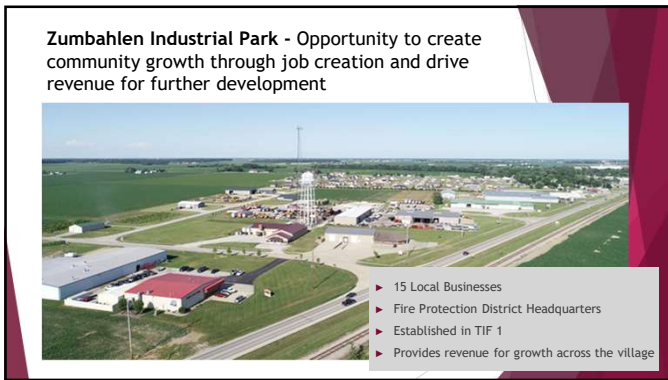 Zumbahlen Industrial Park - Opportunity to create
community growth through job creation and drive
revenue for further development
► 15 Local Businesses
► Fire Protection District Headquarters
► Established in TIF 1
► Provides revenue for growth across the village